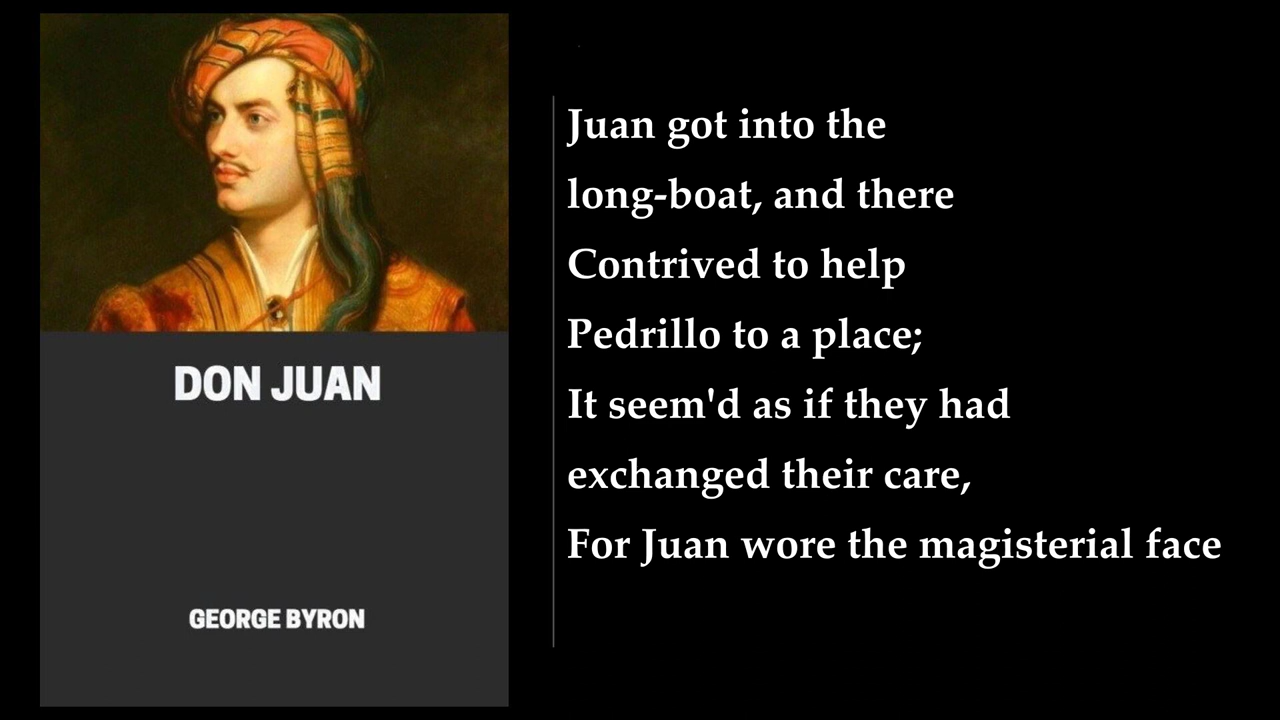 DON JUAN
GEORGE BYRON
Juan got into the
long-boat, and there
Contrived to help
Pedrillo to a place;
It seem'd as if they had
exchanged their care,
For Juan wore the magisterial face